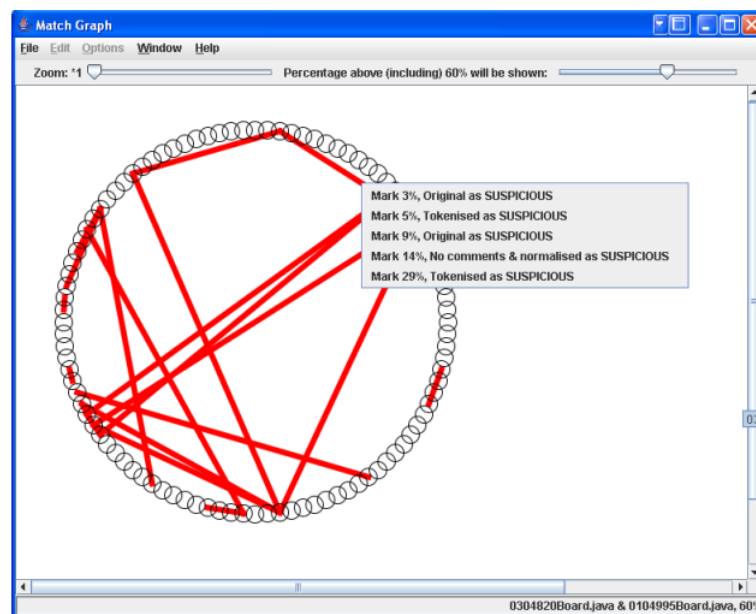 Match Graph
File Edit Options Window Help
Zoom: *1 Percentage above (including) 60% will be shown:
Mark 3%, Original as SUSPICIOUS
Mark 5%, Tokenised as SUSPICIOUS
Mark 9%, Original as SUSPICIOUS
Mark 14%, No comments & normalised as SUSPICIOUS
Mark 29%, Tokenised as SUSPICIOUS
03
0304820Board.java & 0104995Board.java, 60%